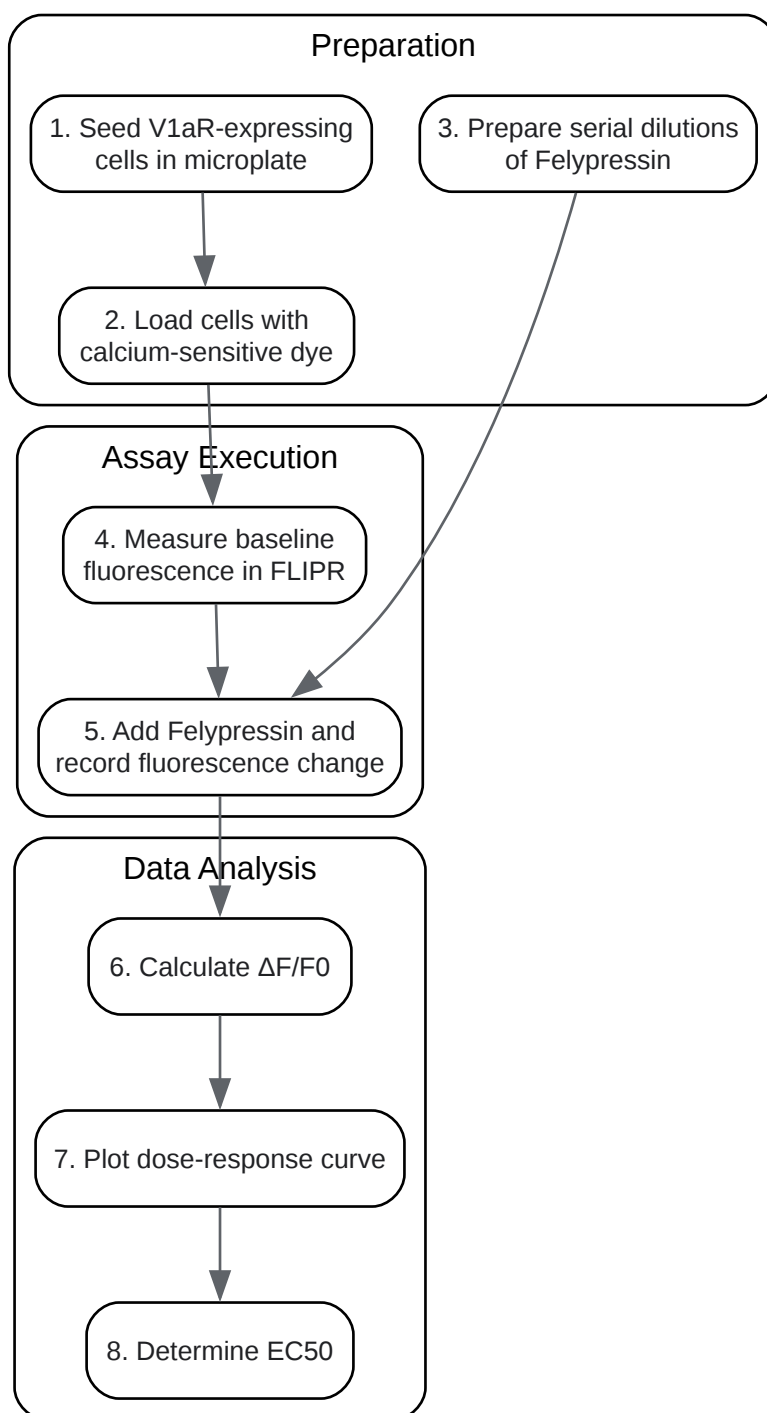 Preparation
1. Seed V1aR-expressing
cells in microplate
3. Prepare serial dilutions
of Felypressin
2. Load cells with
calcium-sensitive dye
Assay Execution
4. Measure baseline
fluorescence in FLIPR
5. Add Felypressin and
record fluorescence change
Data Analysis
6. Calculate ΔF/F0
7. Plot dose-response curve
8. Determine EC50